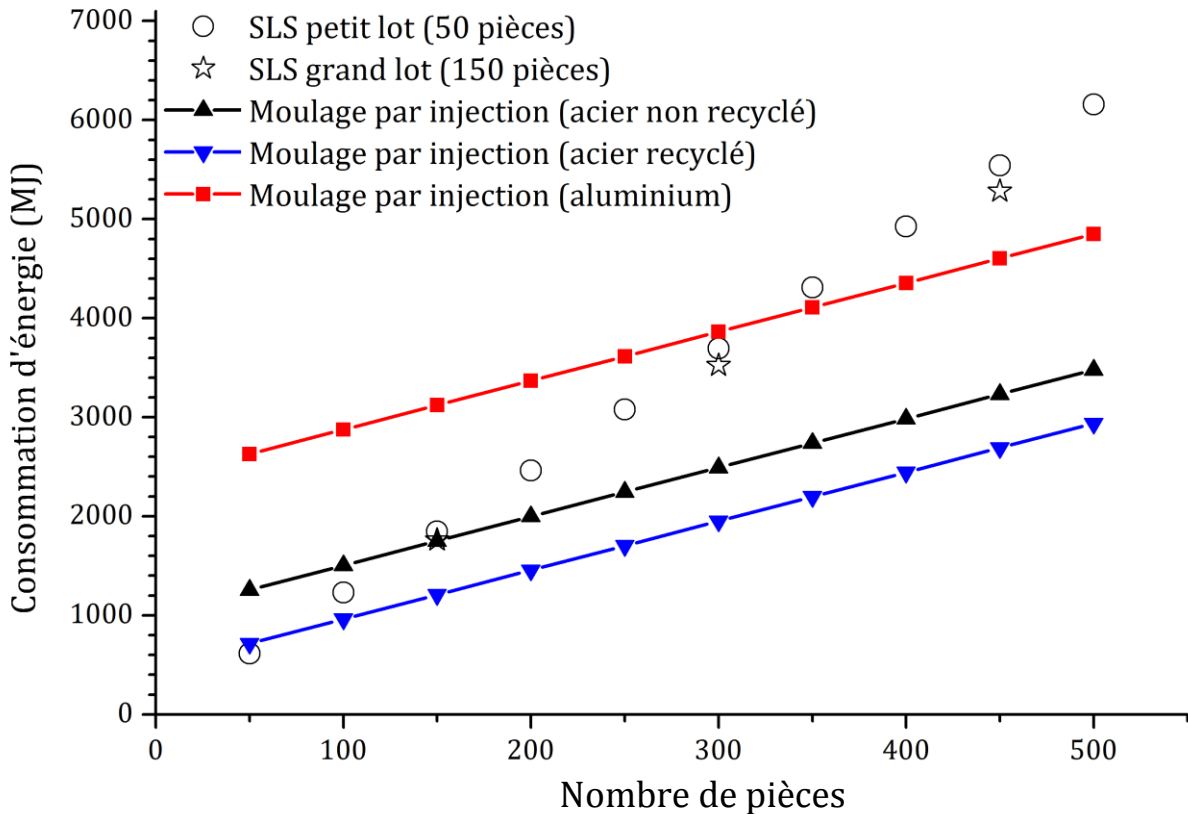 7000
6000
5000
4000
3000
2000
1000
0
Consommation d'énergie (MJ)
SLS petit lot (50 pièces)
SLS grand lot (150 pièces)
Moulage par injection (acier non recyclé)
Moulage par injection (acier recyclé)
Moulage par injection (aluminium)
0 100 200 300 400 500
Nombre de pièces